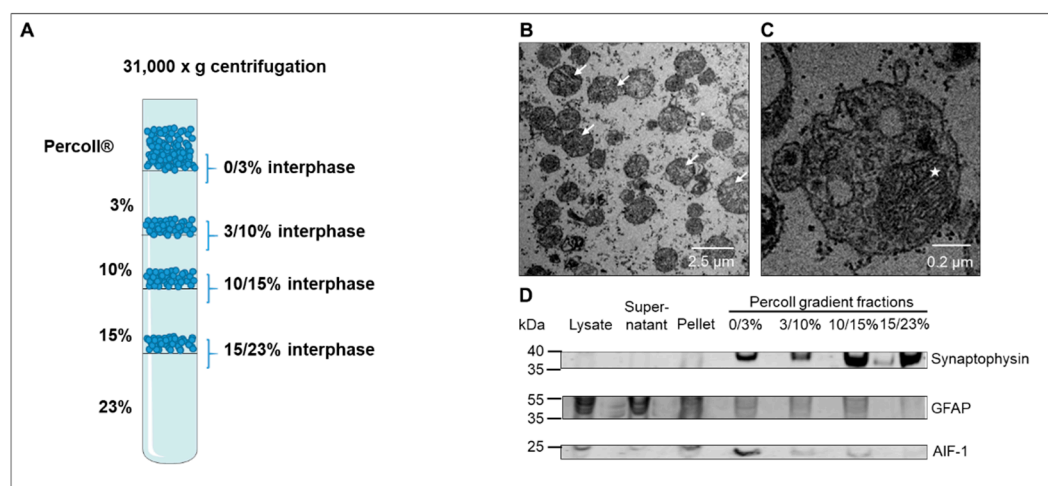 A
31,000 x g centrifugation
Percoll®
0/3% interphase
3%
3/10% interphase
10%
10/15% interphase
15%
15/23% interphase
23%
B
2.5 µm
C
0.2 µm
D
Percoll gradient fractions
kDa Lysate Super-
natant Pellet 0/3% 3/10% 10/15% 15/23%
40
35
Synaptophysin
55
35
GFAP
25
AIF-1